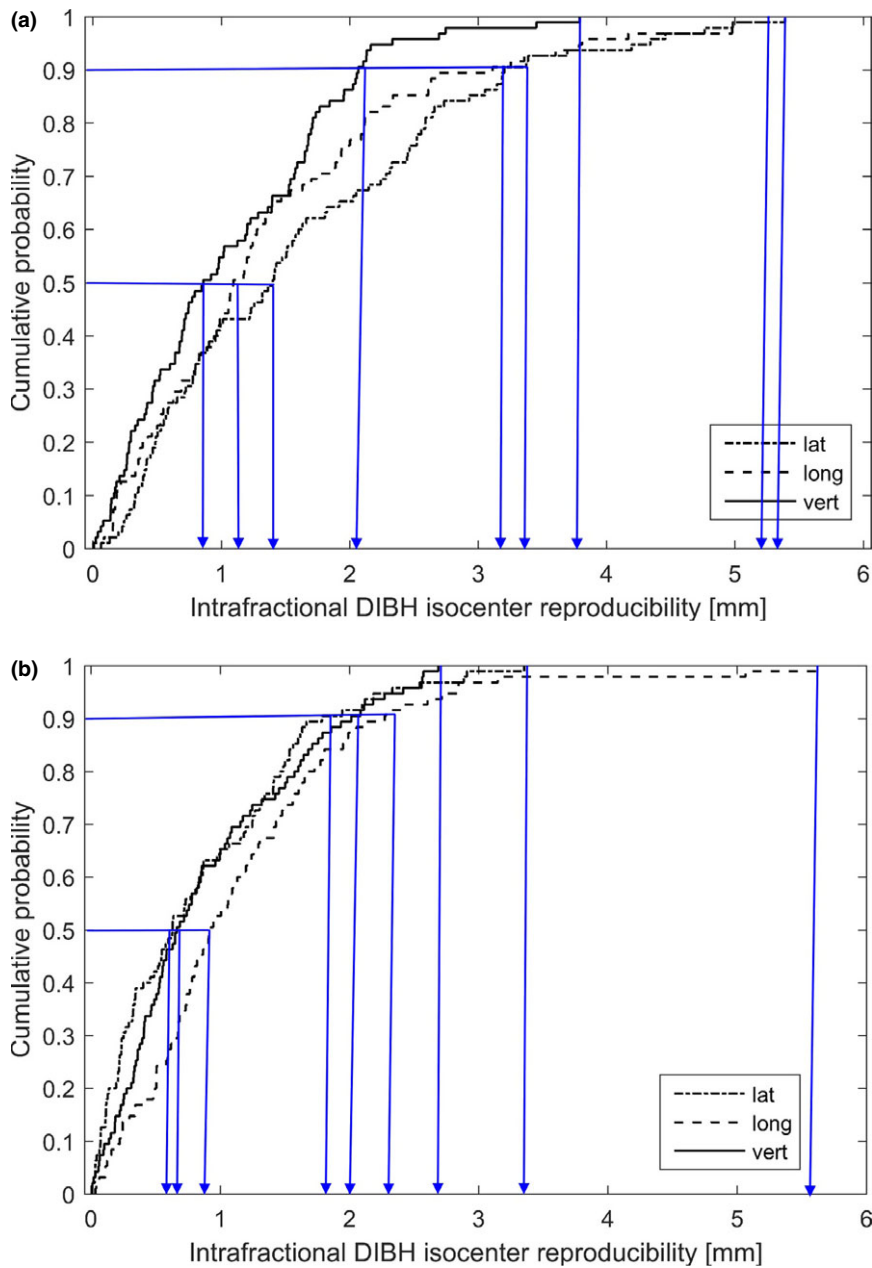 (a)
1
0.9
0.8
0.7
0.6
0.5
0.4
0.3
0.2
0.1
0
Cumulative probability
lat
long
vert
0 1 2 3 4 5 6
Intrafractional DIBH isocenter reproducibility [mm]
(b)
1
0.9
0.8
0.7
0.6
0.5
0.4
0.3
0.2
0.1
0
Cumulative probability
lat
long
vert
0 1 2 3 4 5 6
Intrafractional DIBH isocenter reproducibility [mm]